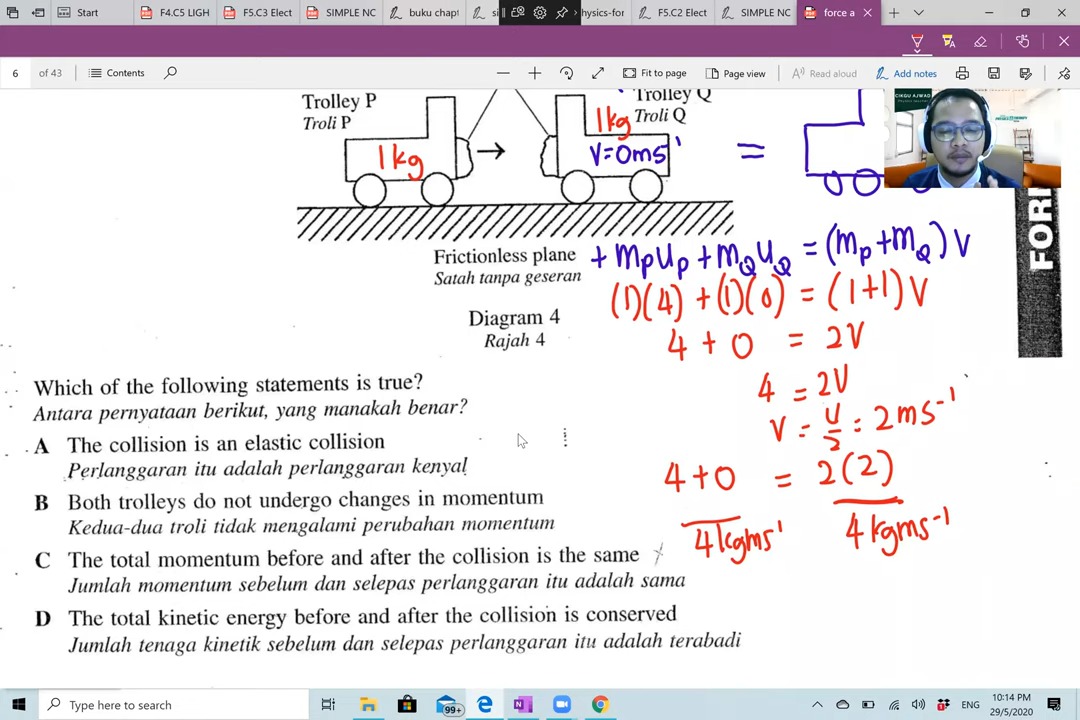 Start
F4.C5 LIGH
F5.C3 Elect
SIMPLE NC
buku chapt
si
hysics-for
F5.C2 Elect
SIMPLE NC
force a
6 of 43
Contents
Fit to page
Page view
Read aloud
Add notes
CIKGU AJWAD
Trolley P
Troli P
Trolley Q
Troli Q
1kg
1kg
V=0ms⁻¹
=
FORI
Frictionless plane
Satah tanpa geseran
+ mPuP + mQuQ = (mP+mQ) V
(1)(4) + (1)(0) = (1+1) V
4 + 0 = 2V
4 = 2V
V = 4/2 = 2ms⁻¹
4+0 = 2(2)
4kgms⁻¹
4kgms⁻¹
Diagram 4
Rajah 4
Which of the following statements is true?
Antara pernyataan berikut, yang manakah benar?
A The collision is an elastic collision
Perlanggaran itu adalah perlanggaran kenyal
B Both trolleys do not undergo changes in momentum
Kedua-dua troli tidak mengalami perubahan momentum
C The total momentum before and after the collision is the same
Jumlah momentum sebelum dan selepas perlanggaran itu adalah sama
D The total kinetic energy before and after the collision is conserved
Jumlah tenaga kinetik sebelum dan selepas perlanggaran itu adalah terabadi
Type here to search
99+
ENG
10:14 PM
29/5/2020